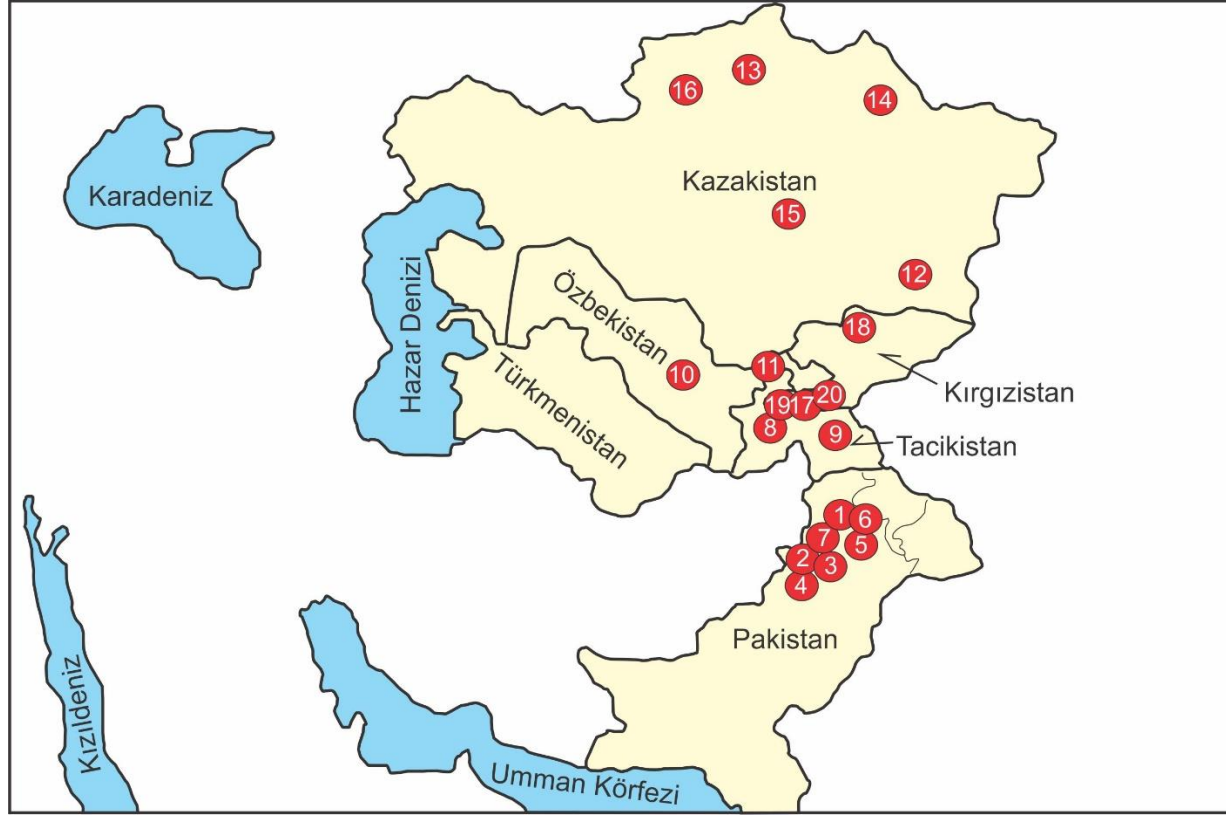 13
16
14
Kazakistan
Karadeniz
15
12
Hazar Denizi
Özbekistan
18
Türkmenistan
10
11
Kırgızistan
19
17
20
8
9
Tacikistan
1
6
7
5
2
3
4
Pakistan
Kızıldeniz
Umman Körfezi